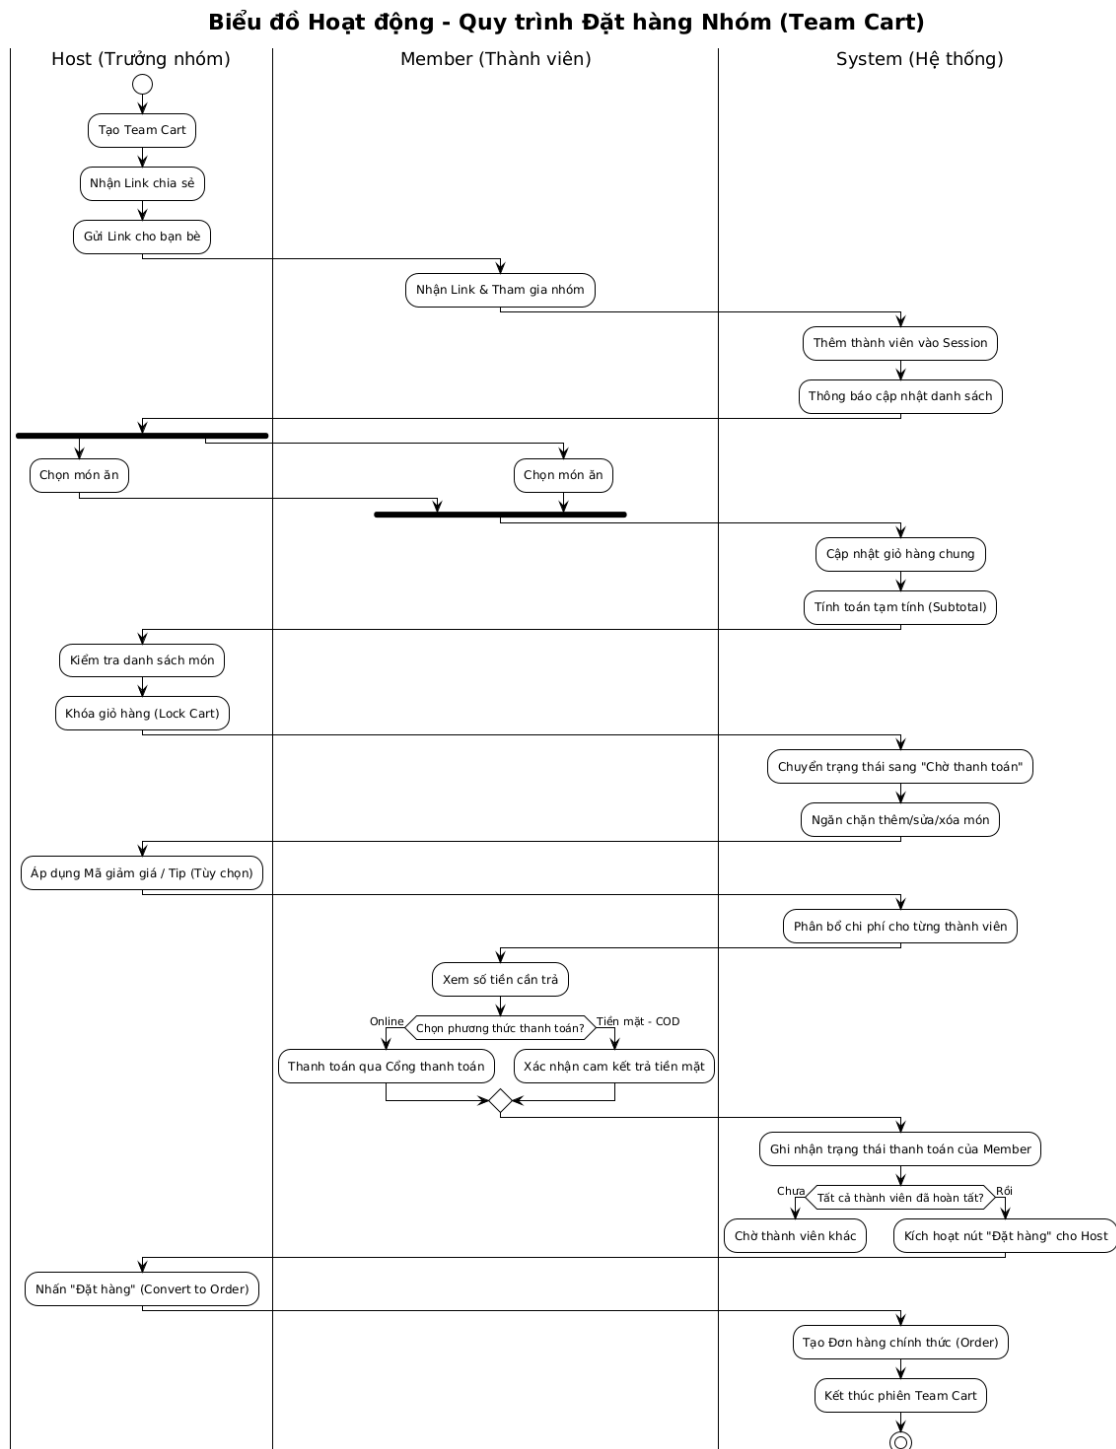 Biểu đồ Hoạt động - Quy trình Đặt hàng Nhóm (Team Cart)
Host (Trưởng nhóm)
Member (Thành viên)
System (Hệ thống)
Tạo Team Cart
Nhận Link chia sẻ
Gửi Link cho bạn bè
Nhận Link & Tham gia nhóm
Thêm thành viên vào Session
Thông báo cập nhật danh sách
Chọn món ăn
Chọn món ăn
Cập nhật giỏ hàng chung
Tính toán tạm tính (Subtotal)
Kiểm tra danh sách món
Khóa giỏ hàng (Lock Cart)
Chuyển trạng thái sang "Chờ thanh toán"
Ngăn chặn thêm/sửa/xóa món
Áp dụng Mã giảm giá / Tip (Tùy chọn)
Phân bổ chi phí cho từng thành viên
Xem số tiền cần trả
Online
Chọn phương thức thanh toán?
Tiền mặt - COD
Thanh toán qua Cổng thanh toán
Xác nhận cam kết trả tiền mặt
Ghi nhận trạng thái thanh toán của Member
Chưa
Tất cả thành viên đã hoàn tất?
Rồi
Chờ thành viên khác
Kích hoạt nút "Đặt hàng" cho Host
Nhấn "Đặt hàng" (Convert to Order)
Tạo Đơn hàng chính thức (Order)
Kết thúc phiên Team Cart